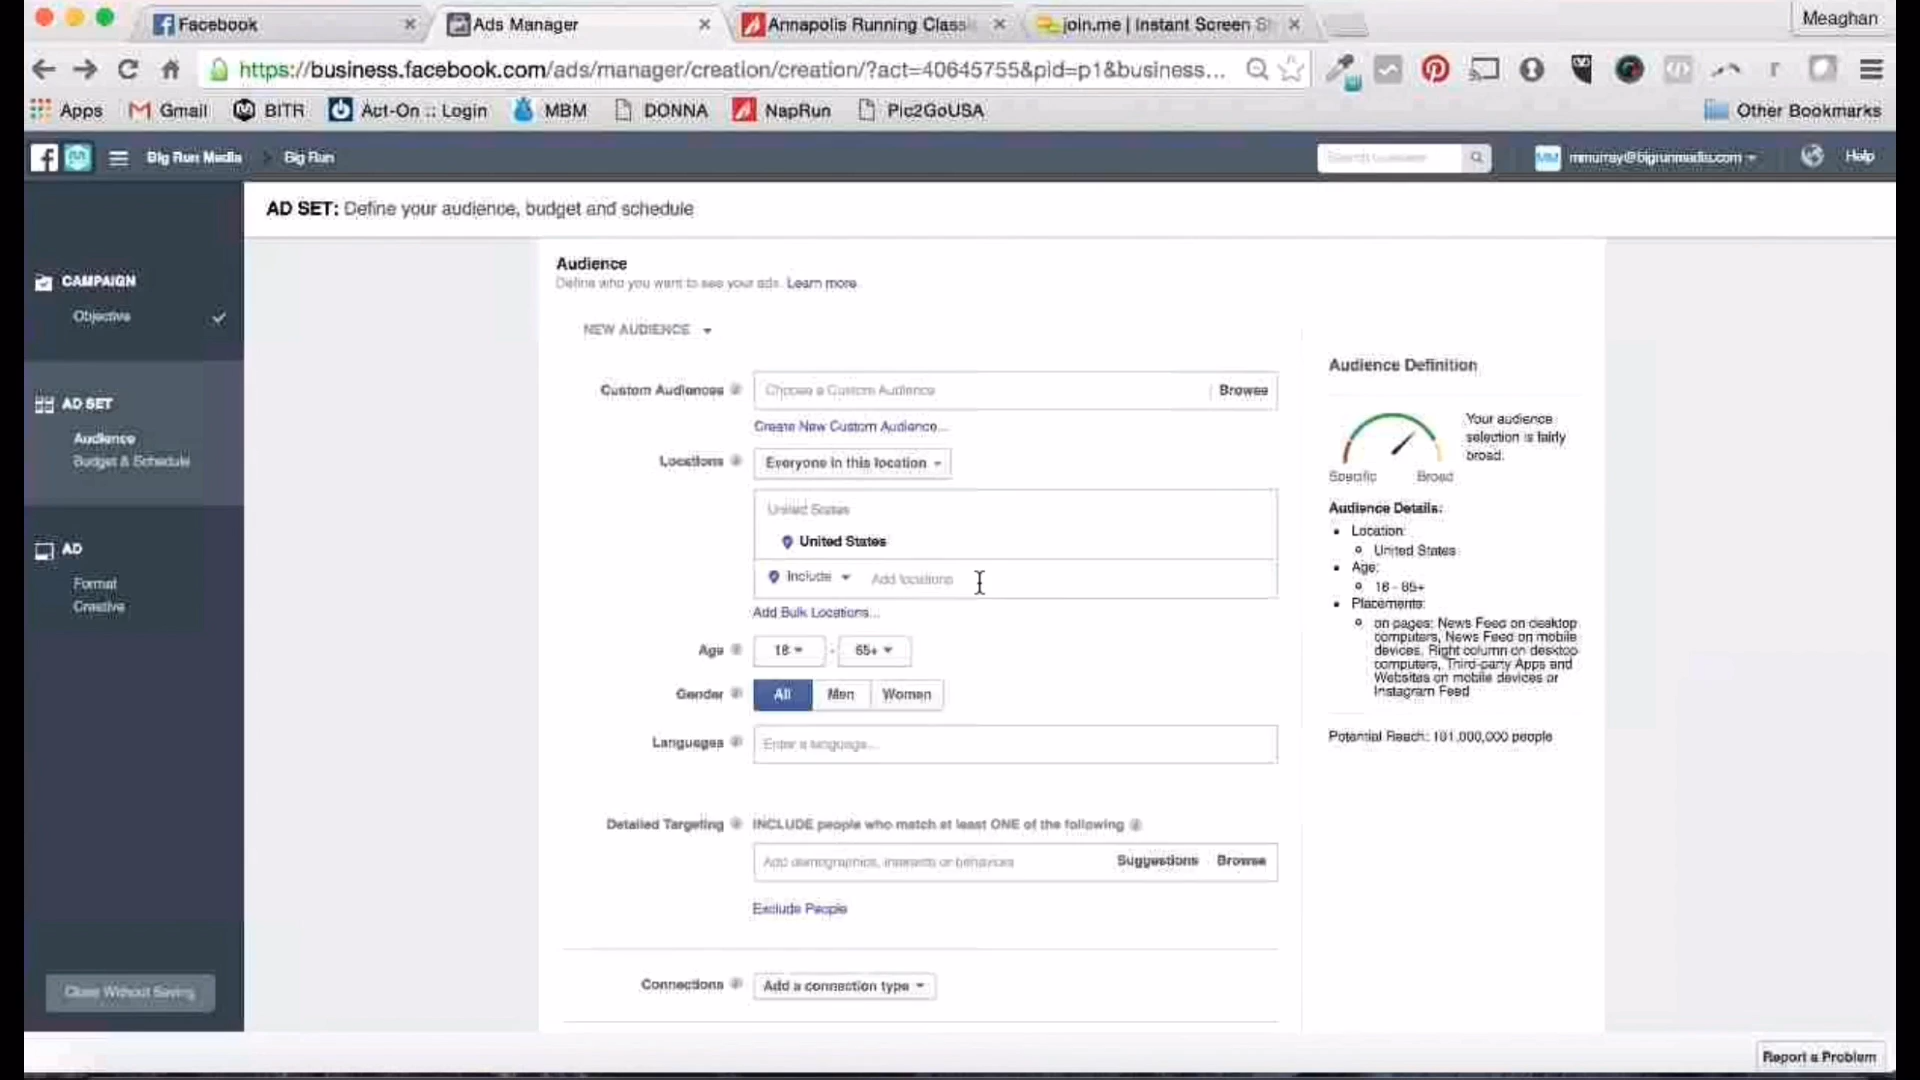 Facebook
Ads Manager
Annapolis Running Classi
join.me | Instant Screen S
Meaghan
https://business.facebook.com/ads/manager/creation/creation/?act=40645755&pid=p1&business...
Apps
Gmail
BITR
Act-On :: Login
MBM
DONNA
NapRun
Pic2GoUSA
Other Bookmarks
Big Run Media
Big Run
mmurray@bigrunmedia.com
Help
AD SET: Define your audience, budget and schedule
CAMPAIGN
Objective
AD SET
Audience
Budget & Schedule
AD
Format
Creative
Close Without Saving
Audience
Define who you want to see your ads. Learn more
NEW AUDIENCE
Custom Audiences
Choose a Custom Audience
Browse
Create New Custom Audience...
Locations
Everyone in this location
United States
United States
Include
Add locations
Add Bulk Locations...
Age
18
-
65+
Gender
All
Men
Women
Languages
Enter a language...
Detailed Targeting
INCLUDE people who match at least ONE of the following
Add demographics, interests or behaviors
Suggestions
Browse
Exclude People
Connections
Add a connection type
Audience Definition
Your audience
selection is fairly
broad.
Specific
Broad
Audience Details:
Location:
United States
Age:
18 - 65+
Placements:
on pages: News Feed on desktop
computers, News Feed on mobile
devices, Right column on desktop
computers, Third-party Apps and
Websites on mobile devices or
Instagram Feed
Potential Reach: 191,000,000 people
Report a Problem